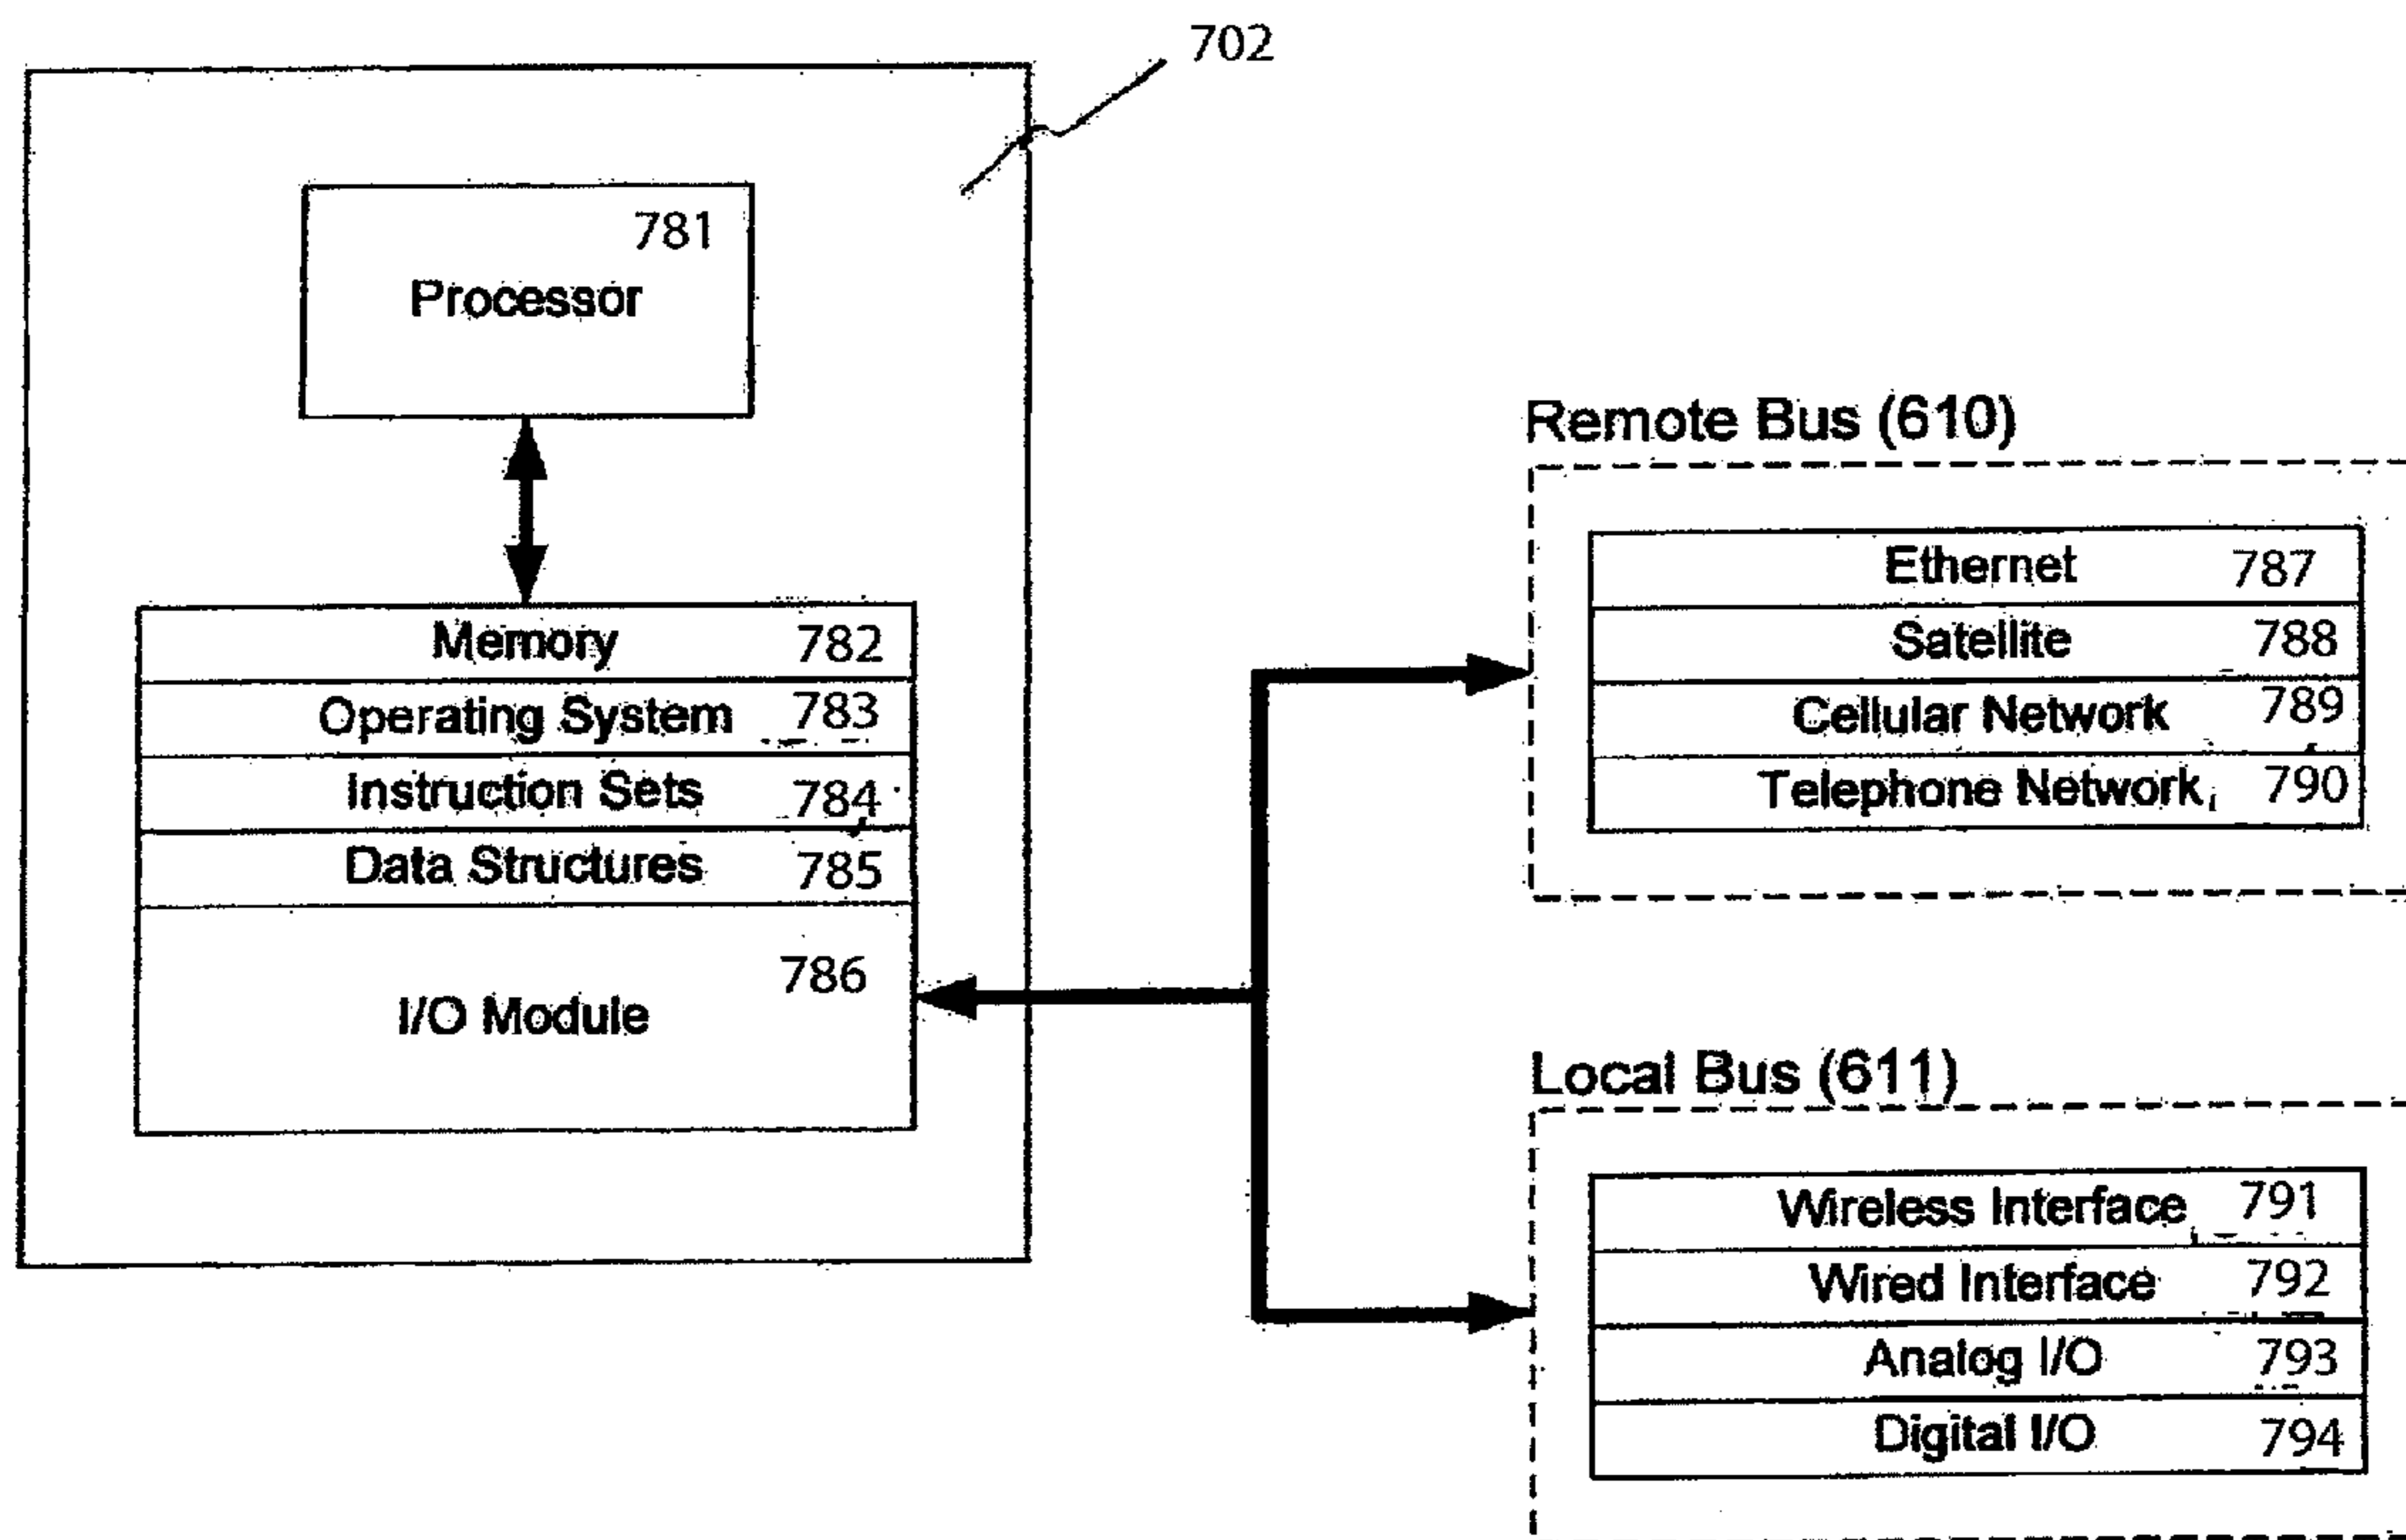 702
781
Processor
Memory 782
Operating System 783
Instruction Sets 784
Data Structures 785
786
I/O Module
Remote Bus (610)
Ethernet 787
Satellite 788
Cellular Network 789
Telephone Network 790
Local Bus (611)
Wireless Interface 791
Wired Interface 792
Analog I/O 793
Digital I/O 794